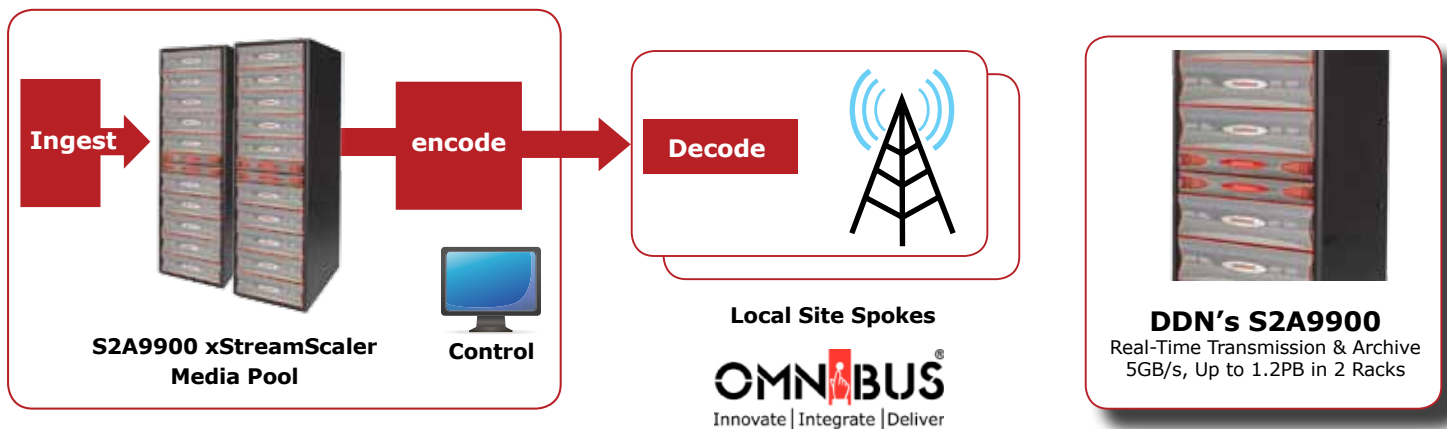 Ingest
encode
Decode
S2A9900 xStreamScaler
Media Pool
Control
Local Site Spokes
OMNIBUS®
Innovate | Integrate | Deliver
DDN’s S2A9900
Real-Time Transmission & Archive
5GB/s, Up to 1.2PB in 2 Racks